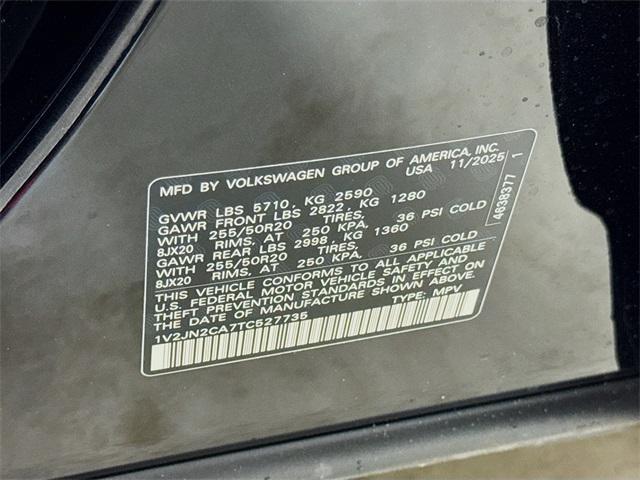 MFD BY VOLKSWAGEN GROUP OF AMERICA, INC.
USA 11/2025
GVWR LBS 5710, KG 2590
GAWR FRONT LBS 2822, KG 1280
WITH 255/50R20 TIRES,
8JX20 RIMS, AT 250 KPA, 36 PSI COLD
GAWR REAR LBS 2998, KG 1360
WITH 255/50R20 TIRES,
8JX20 RIMS, AT 250 KPA, 36 PSI COLD
THIS VEHICLE CONFORMS TO ALL APPLICABLE
U.S. FEDERAL MOTOR VEHICLE SAFETY AND
THEFT PREVENTION STANDARDS IN EFFECT ON
THE DATE OF MANUFACTURE SHOWN ABOVE.
1V2JN2CA7TC527735 TYPE: MPV
4638377 1